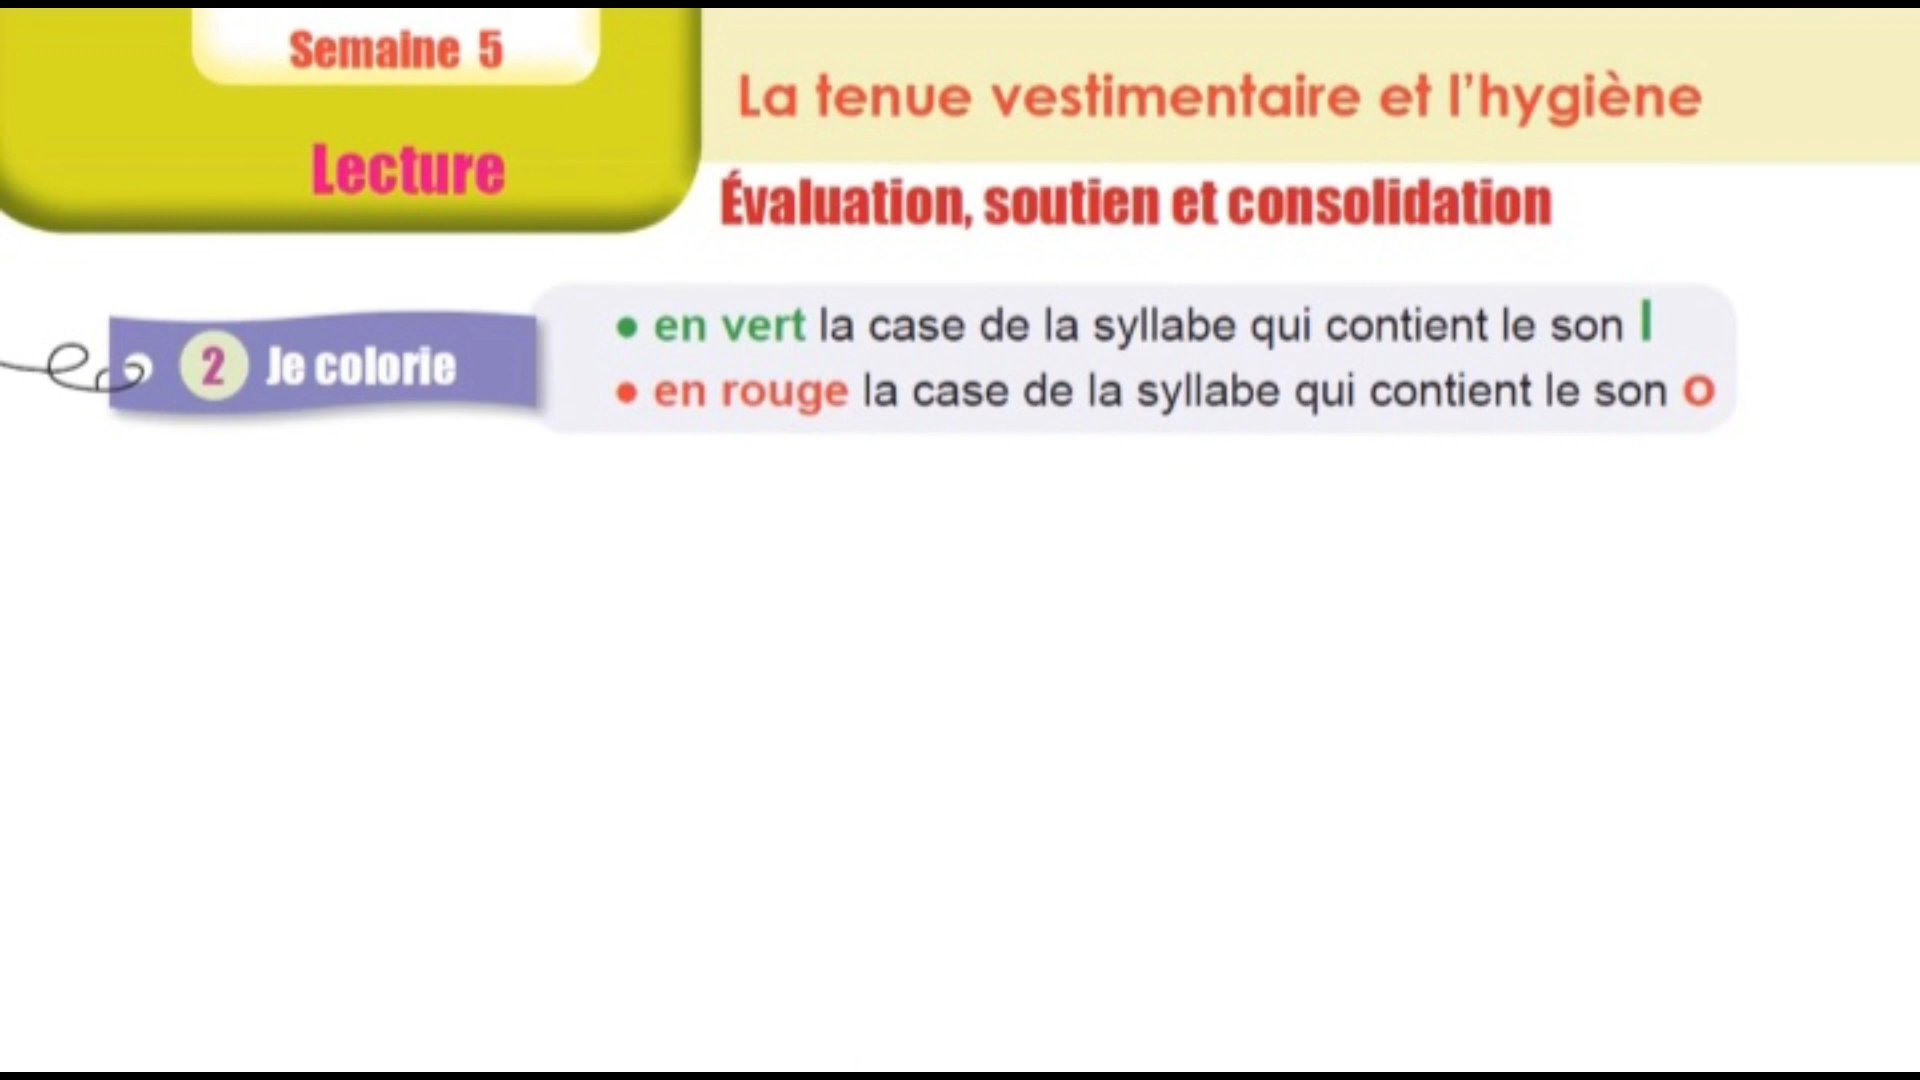 Semaine 5
Lecture
La tenue vestimentaire et l'hygiène
Évaluation, soutien et consolidation
2 Je colorie
• en vert la case de la syllabe qui contient le son l
• en rouge la case de la syllabe qui contient le son o